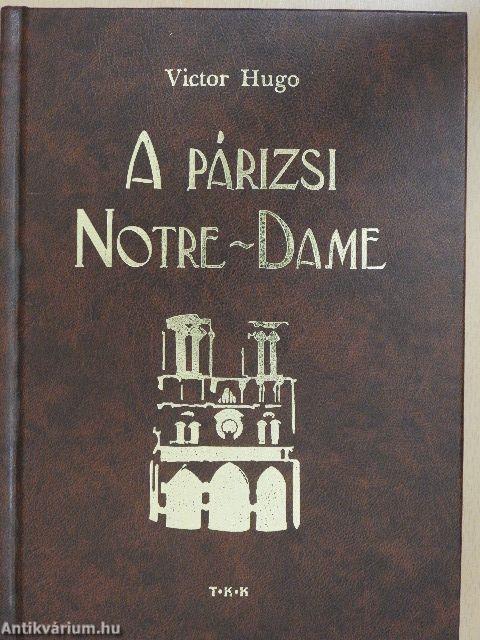 Victor Hugo
A PÁRIZSI
NOTRE~DAME
T·K·K
Antikvárium.hu